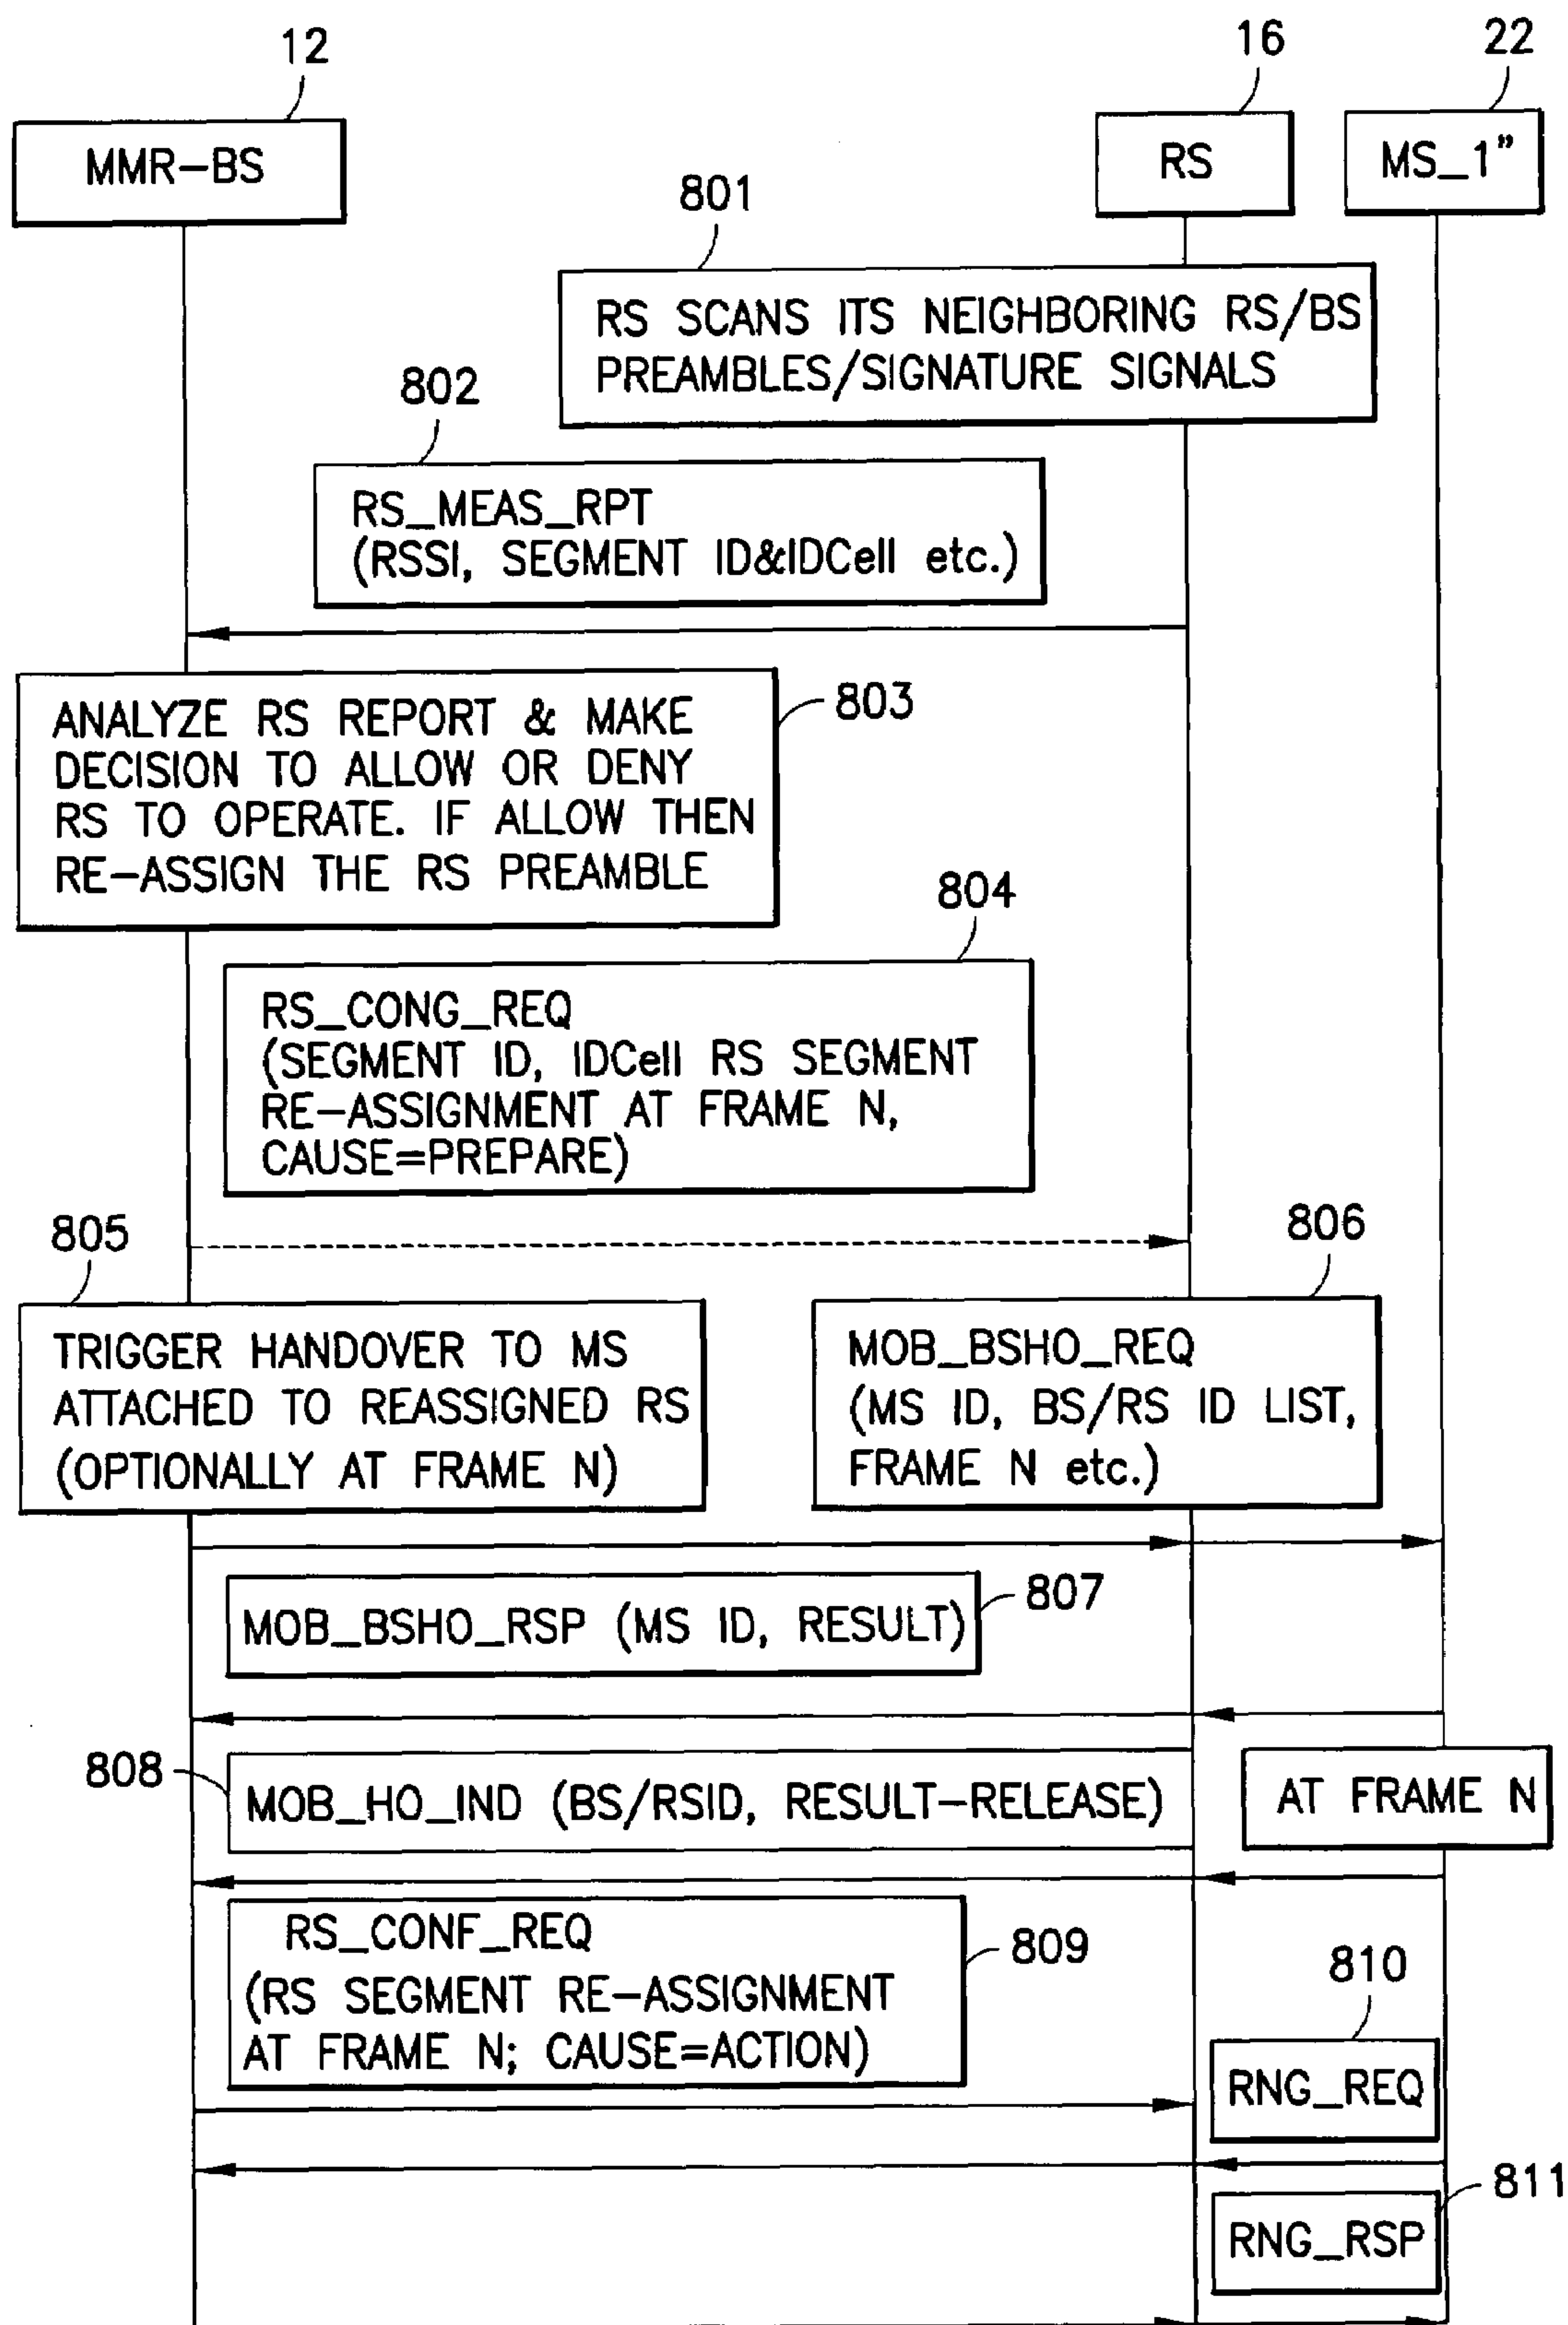 12
16
22
MMR-BS
RS
MS_1"
801
RS SCANS ITS NEIGHBORING RS/BS
PREAMBLES/SIGNATURE SIGNALS
802
RS_MEAS_RPT
(RSSI, SEGMENT ID&IDCell etc.)
803
ANALYZE RS REPORT & MAKE
DECISION TO ALLOW OR DENY
RS TO OPERATE. IF ALLOW THEN
RE-ASSIGN THE RS PREAMBLE
804
RS_CONG_REQ
(SEGMENT ID, IDCell RS SEGMENT
RE-ASSIGNMENT AT FRAME N,
CAUSE=PREPARE)
805
TRIGGER HANDOVER TO MS
ATTACHED TO REASSIGNED RS
(OPTIONALLY AT FRAME N)
806
MOB_BSHO_REQ
(MS ID, BS/RS ID LIST,
FRAME N etc.)
807
MOB_BSHO_RSP (MS ID, RESULT)
808
MOB_HO_IND (BS/RSID, RESULT-RELEASE)
AT FRAME N
809
RS_CONF_REQ
(RS SEGMENT RE-ASSIGNMENT
AT FRAME N; CAUSE=ACTION)
810
RNG_REQ
811
RNG_RSP